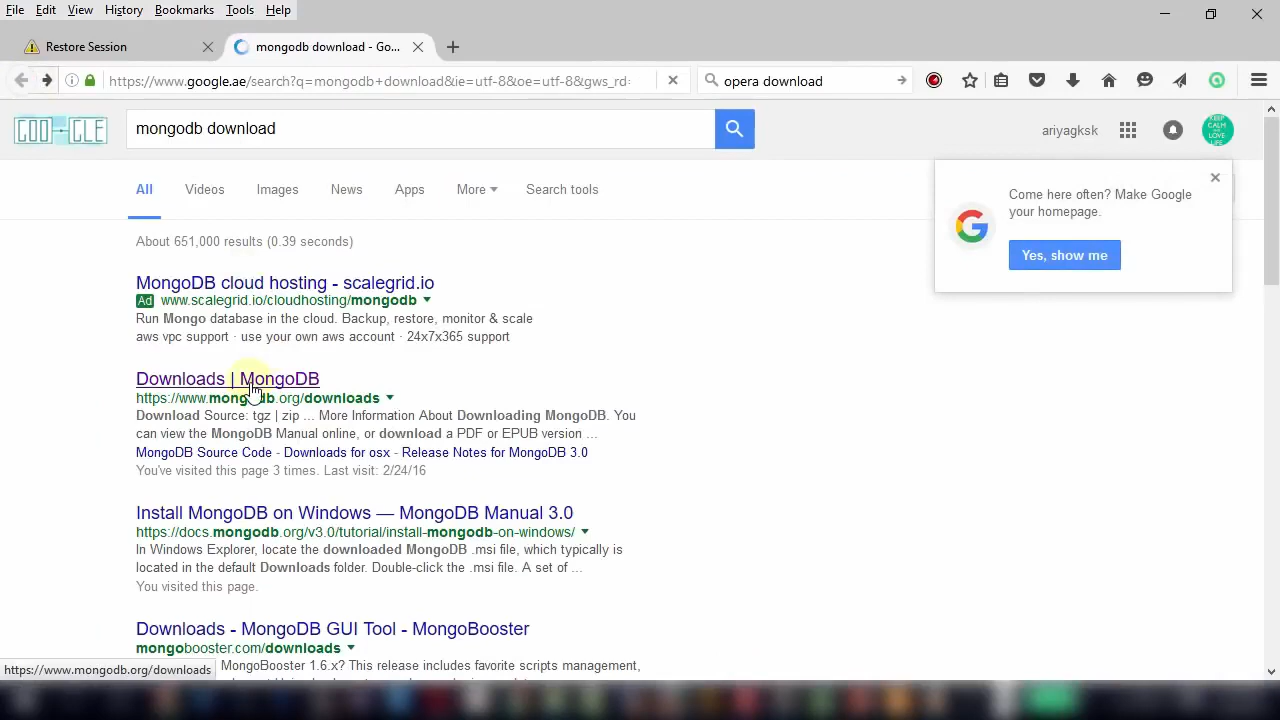 File Edit View History Bookmarks Tools Help
Restore Session
mongodb download - Go...
https://www.google.ae/search?q=mongodb+download&ie=utf-8&oe=utf-8&gws_rd=
opera download
GOOGLE
mongodb download
ariyagksk
KEEP CALM AND LOVE LIFE
All Videos Images News Apps More Search tools
Come here often? Make Google
your homepage.
Yes, show me
About 651,000 results (0.39 seconds)
MongoDB cloud hosting - scalegrid.io
Ad www.scalegrid.io/cloudhosting/mongodb
Run Mongo database in the cloud. Backup, restore, monitor & scale
aws vpc support · use your own aws account · 24x7x365 support
Downloads | MongoDB
https://www.mongodb.org/downloads
Download Source: tgz | zip ... More Information About Downloading MongoDB. You
can view the MongoDB Manual online, or download a PDF or EPUB version ...
MongoDB Source Code - Downloads for osx - Release Notes for MongoDB 3.0
You've visited this page 3 times. Last visit: 2/24/16
Install MongoDB on Windows — MongoDB Manual 3.0
https://docs.mongodb.org/v3.0/tutorial/install-mongodb-on-windows/
In Windows Explorer, locate the downloaded MongoDB .msi file, which typically is
located in the default Downloads folder. Double-click the .msi file. A set of ...
You visited this page.
Downloads - MongoDB GUI Tool - MongoBooster
mongobooster.com/downloads
MongoBooster 1.6.x? This release includes favorite scripts management,
https://www.mongodb.org/downloads